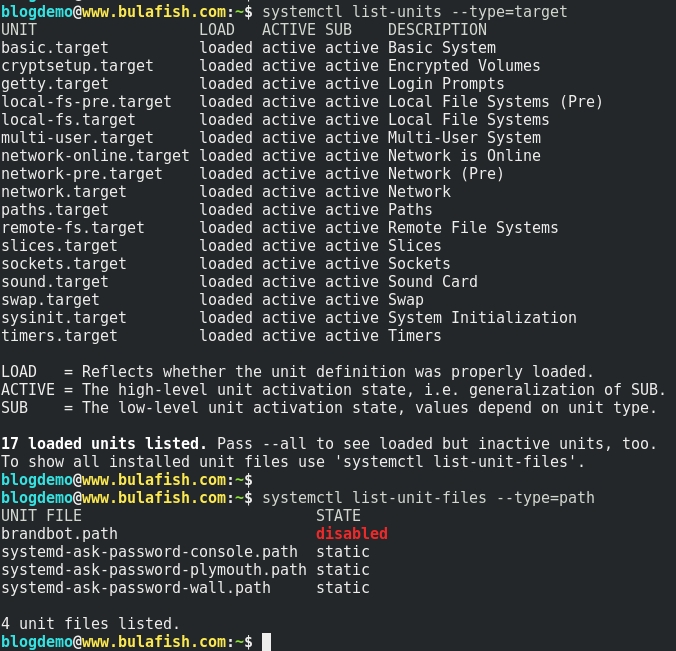 blogdemo@www.bulafish.com:~$ systemctl list-units --type=target
UNIT LOAD ACTIVE SUB DESCRIPTION
basic.target loaded active active Basic System
cryptsetup.target loaded active active Encrypted Volumes
getty.target loaded active active Login Prompts
local-fs-pre.target loaded active active Local File Systems (Pre)
local-fs.target loaded active active Local File Systems
multi-user.target loaded active active Multi-User System
network-online.target loaded active active Network is Online
network-pre.target loaded active active Network (Pre)
network.target loaded active active Network
paths.target loaded active active Paths
remote-fs.target loaded active active Remote File Systems
slices.target loaded active active Slices
sockets.target loaded active active Sockets
sound.target loaded active active Sound Card
swap.target loaded active active Swap
sysinit.target loaded active active System Initialization
timers.target loaded active active Timers
LOAD = Reflects whether the unit definition was properly loaded.
ACTIVE = The high-level unit activation state, i.e. generalization of SUB.
SUB = The low-level unit activation state, values depend on unit type.
17 loaded units listed. Pass --all to see loaded but inactive units, too.
To show all installed unit files use 'systemctl list-unit-files'.
blogdemo@www.bulafish.com:~$
blogdemo@www.bulafish.com:~$ systemctl list-unit-files --type=path
UNIT FILE STATE
brandbot.path disabled
systemd-ask-password-console.path static
systemd-ask-password-plymouth.path static
systemd-ask-password-wall.path static
4 unit files listed.
blogdemo@www.bulafish.com:~$